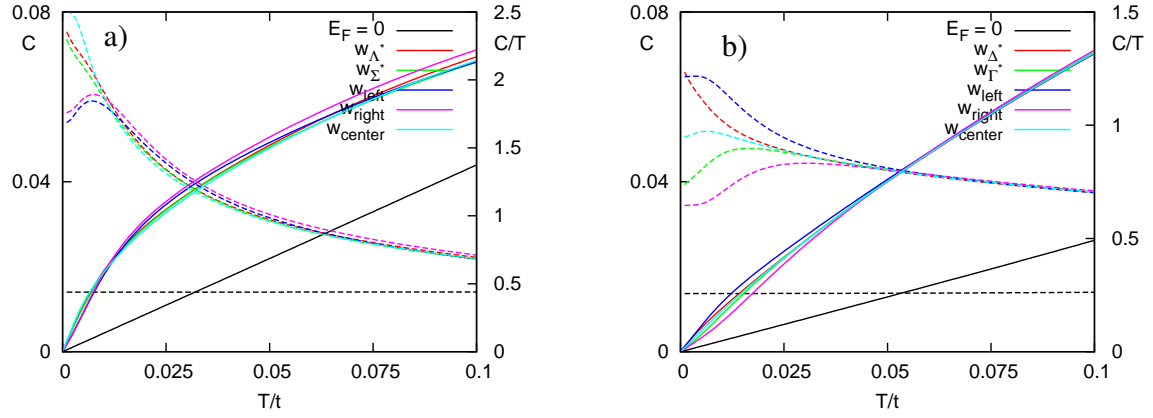 0.08
C
0.04
0
a)
E_F = 0
w_Λ*
w_Σ*
w_left
w_right
w_center
2.5
C/T
2
1.5
1
0.5
0
0 0.025 0.05 0.075 0.1
T/t
0.08
C
0.04
0
b)
E_F = 0
w_Δ*
w_Γ*
w_left
w_right
w_center
1.5
C/T
1
0.5
0
0 0.025 0.05 0.075 0.1
T/t